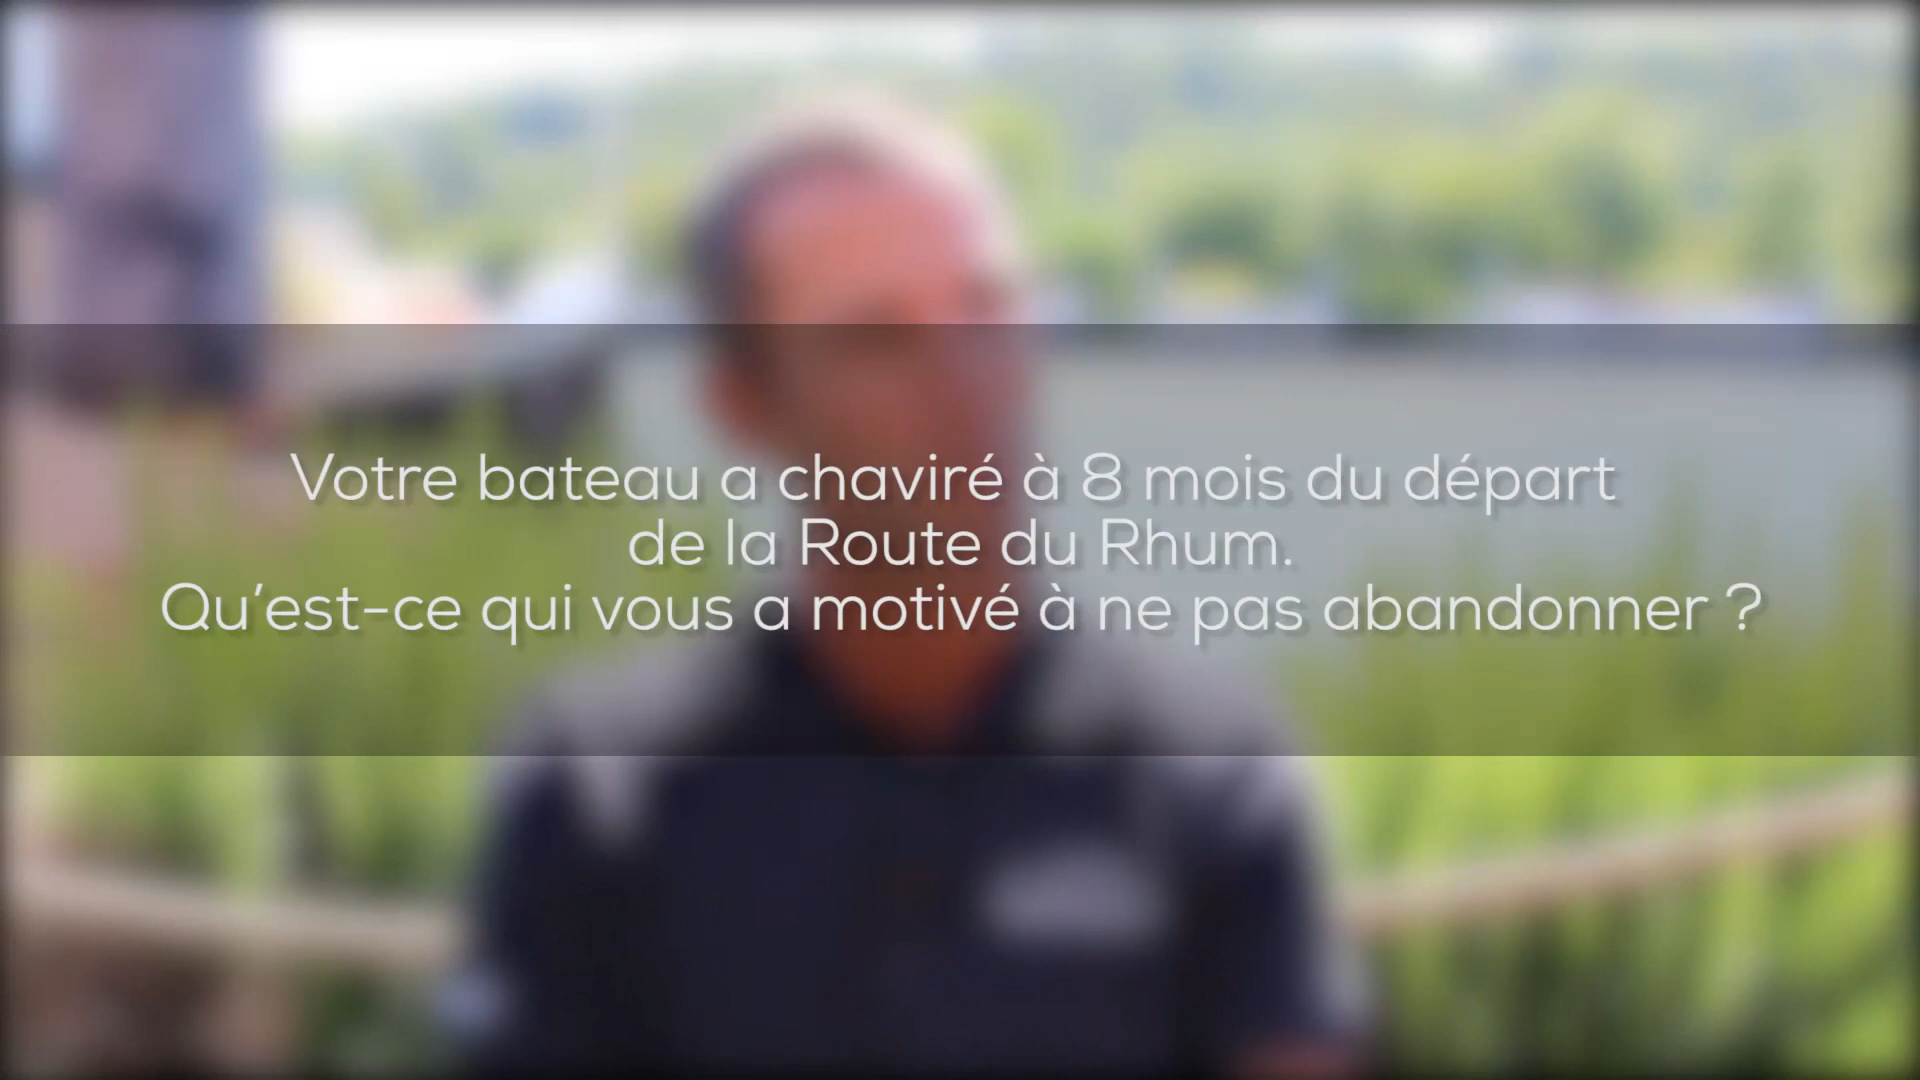 Votre bateau a chaviré à 8 mois du départ
de la Route du Rhum.
Qu’est-ce qui vous a motivé à ne pas abandonner ?